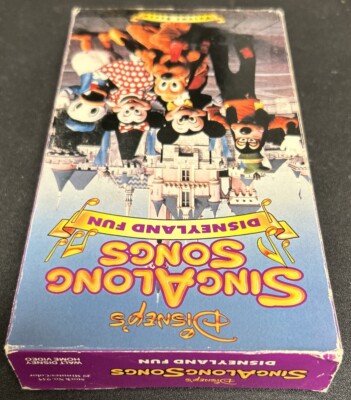 DISNEY'S
SING ALONG
SONGS
DISNEYLAND FUN
Disney's
SING ALONG SONGS
DISNEYLAND FUN
WALT DISNEY
HOME VIDEO